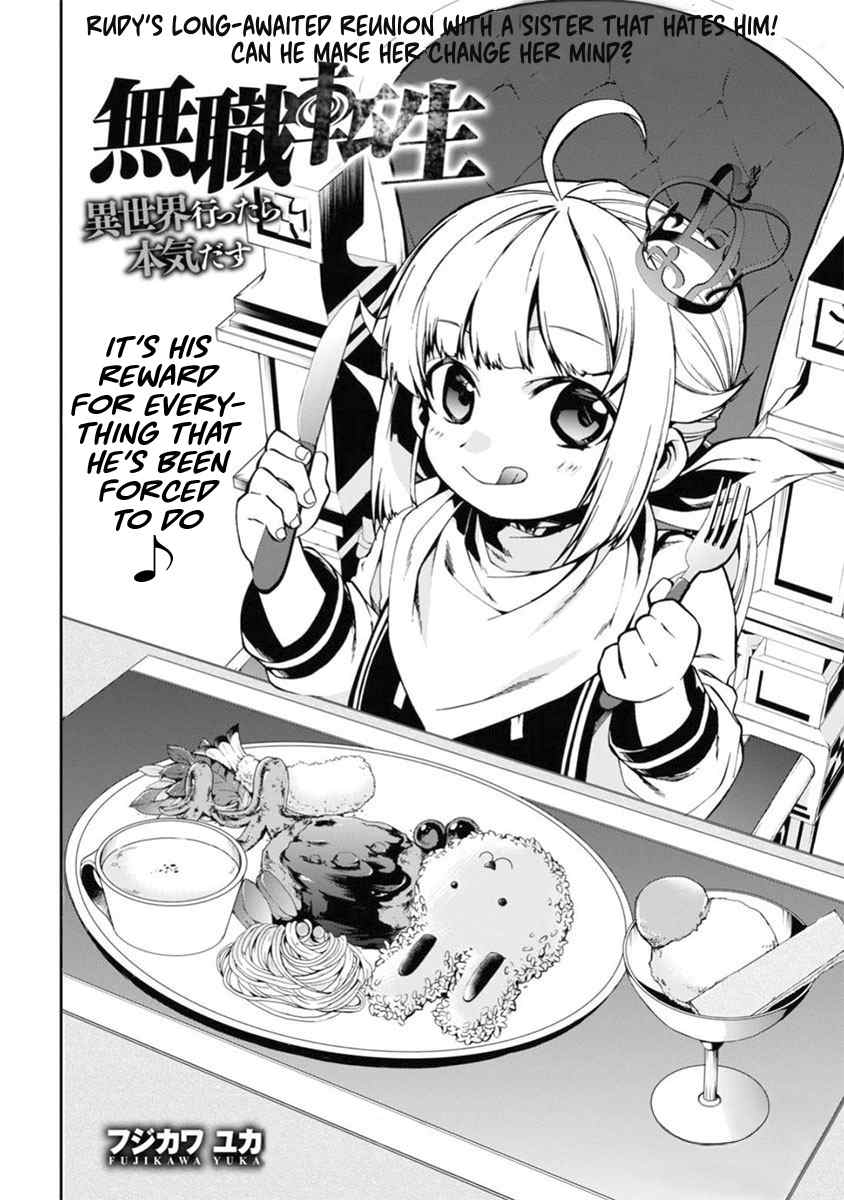 RUDY'S LONG-AWAITED REUNION WITH A SISTER THAT HATES HIM!
CAN HE MAKE HER CHANGE HER MIND?
無職転生
異世界行ったら
本気だす
IT'S HIS
REWARD
FOR EVERY-
THING THAT
HE'S BEEN
FORCED
TO DO
♪
フジカワ ユカ
FUJIKAWA YUKA